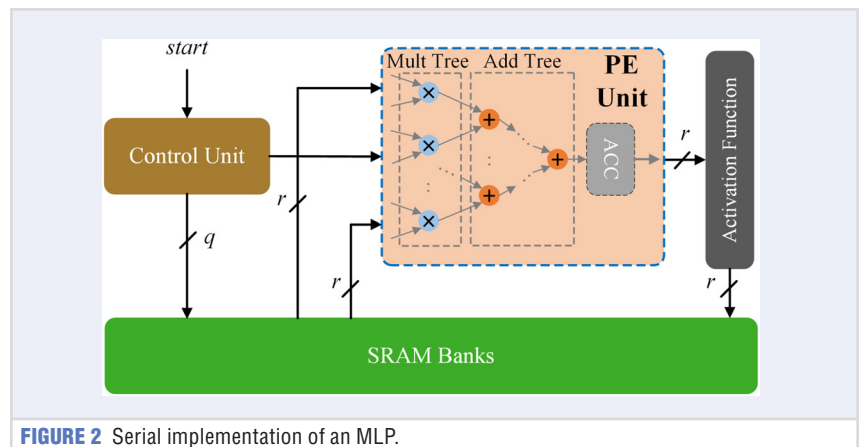 start
Mult Tree
Add Tree
PE
Unit
Control Unit
×
×
×
+
+
+
ACC
r
Activation Function
r
q
r
r
SRAM Banks
FIGURE 2 Serial implementation of an MLP.